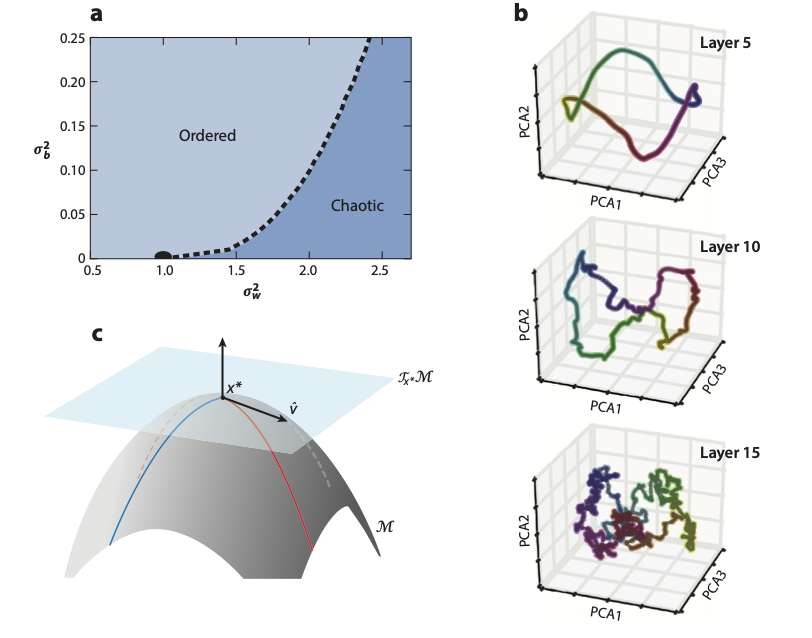 a
0.25
0.20
0.15
0.10
0.05
0
σ_b^2
Ordered
Chaotic
0.5 1.0 1.5 2.0 2.5
σ_w^2
b
Layer 5
PCA2
PCA1
PCA3
Layer 10
PCA2
PCA1
PCA3
Layer 15
PCA2
PCA1
PCA3
c
x*
𝒯_x*ℳ
v̂
ℳ